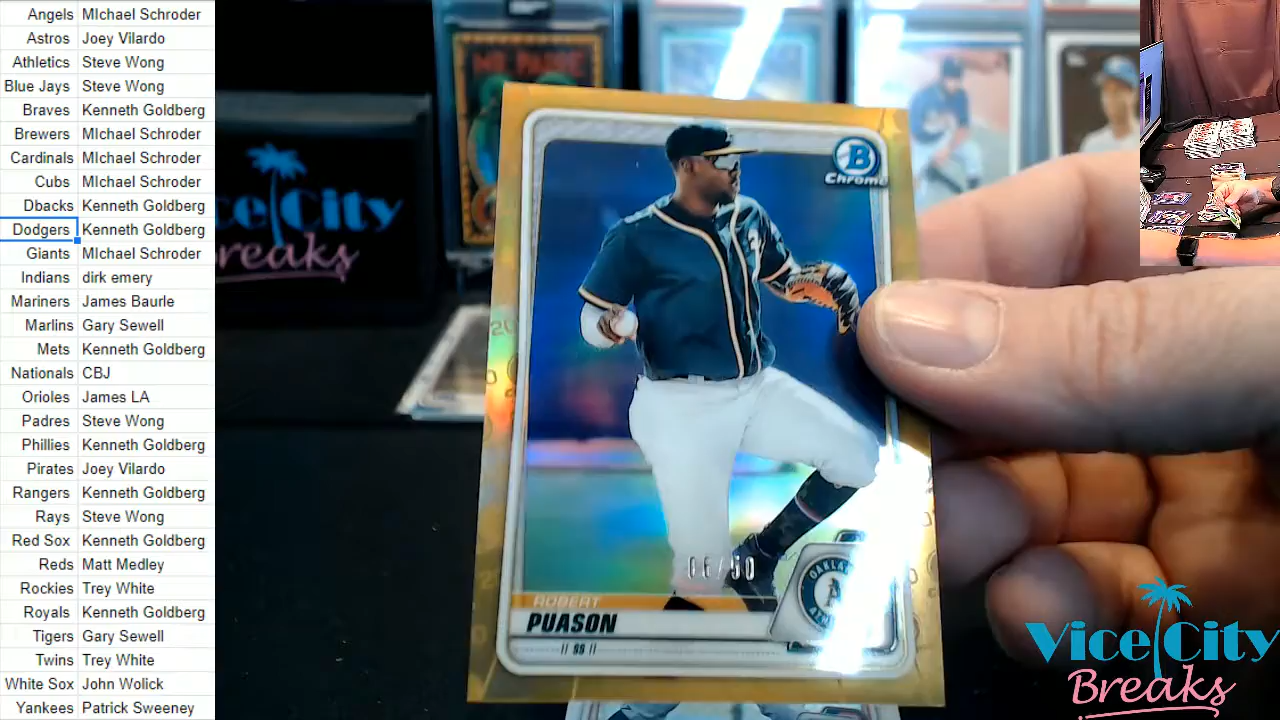 Angels MIchael Schroder
Astros Joey Vilardo
Athletics Steve Wong
Blue Jays Steve Wong
Braves Kenneth Goldberg
Brewers MIchael Schroder
Cardinals MIchael Schroder
Cubs MIchael Schroder
Dbacks Kenneth Goldberg
Dodgers Kenneth Goldberg
Giants MIchael Schroder
Indians dirk emery
Mariners James Baurle
Marlins Gary Sewell
Mets Kenneth Goldberg
Nationals CBJ
Orioles James LA
Padres Steve Wong
Phillies Kenneth Goldberg
Pirates Joey Vilardo
Rangers Kenneth Goldberg
Rays Steve Wong
Red Sox Kenneth Goldberg
Reds Matt Medley
Rockies Trey White
Royals Kenneth Goldberg
Tigers Gary Sewell
Twins Trey White
White Sox John Wolick
Yankees Patrick Sweeney
City
Breaks
B
Chrome
06/50
ROBERT
PUASON
// SS //
Vice City
Breaks